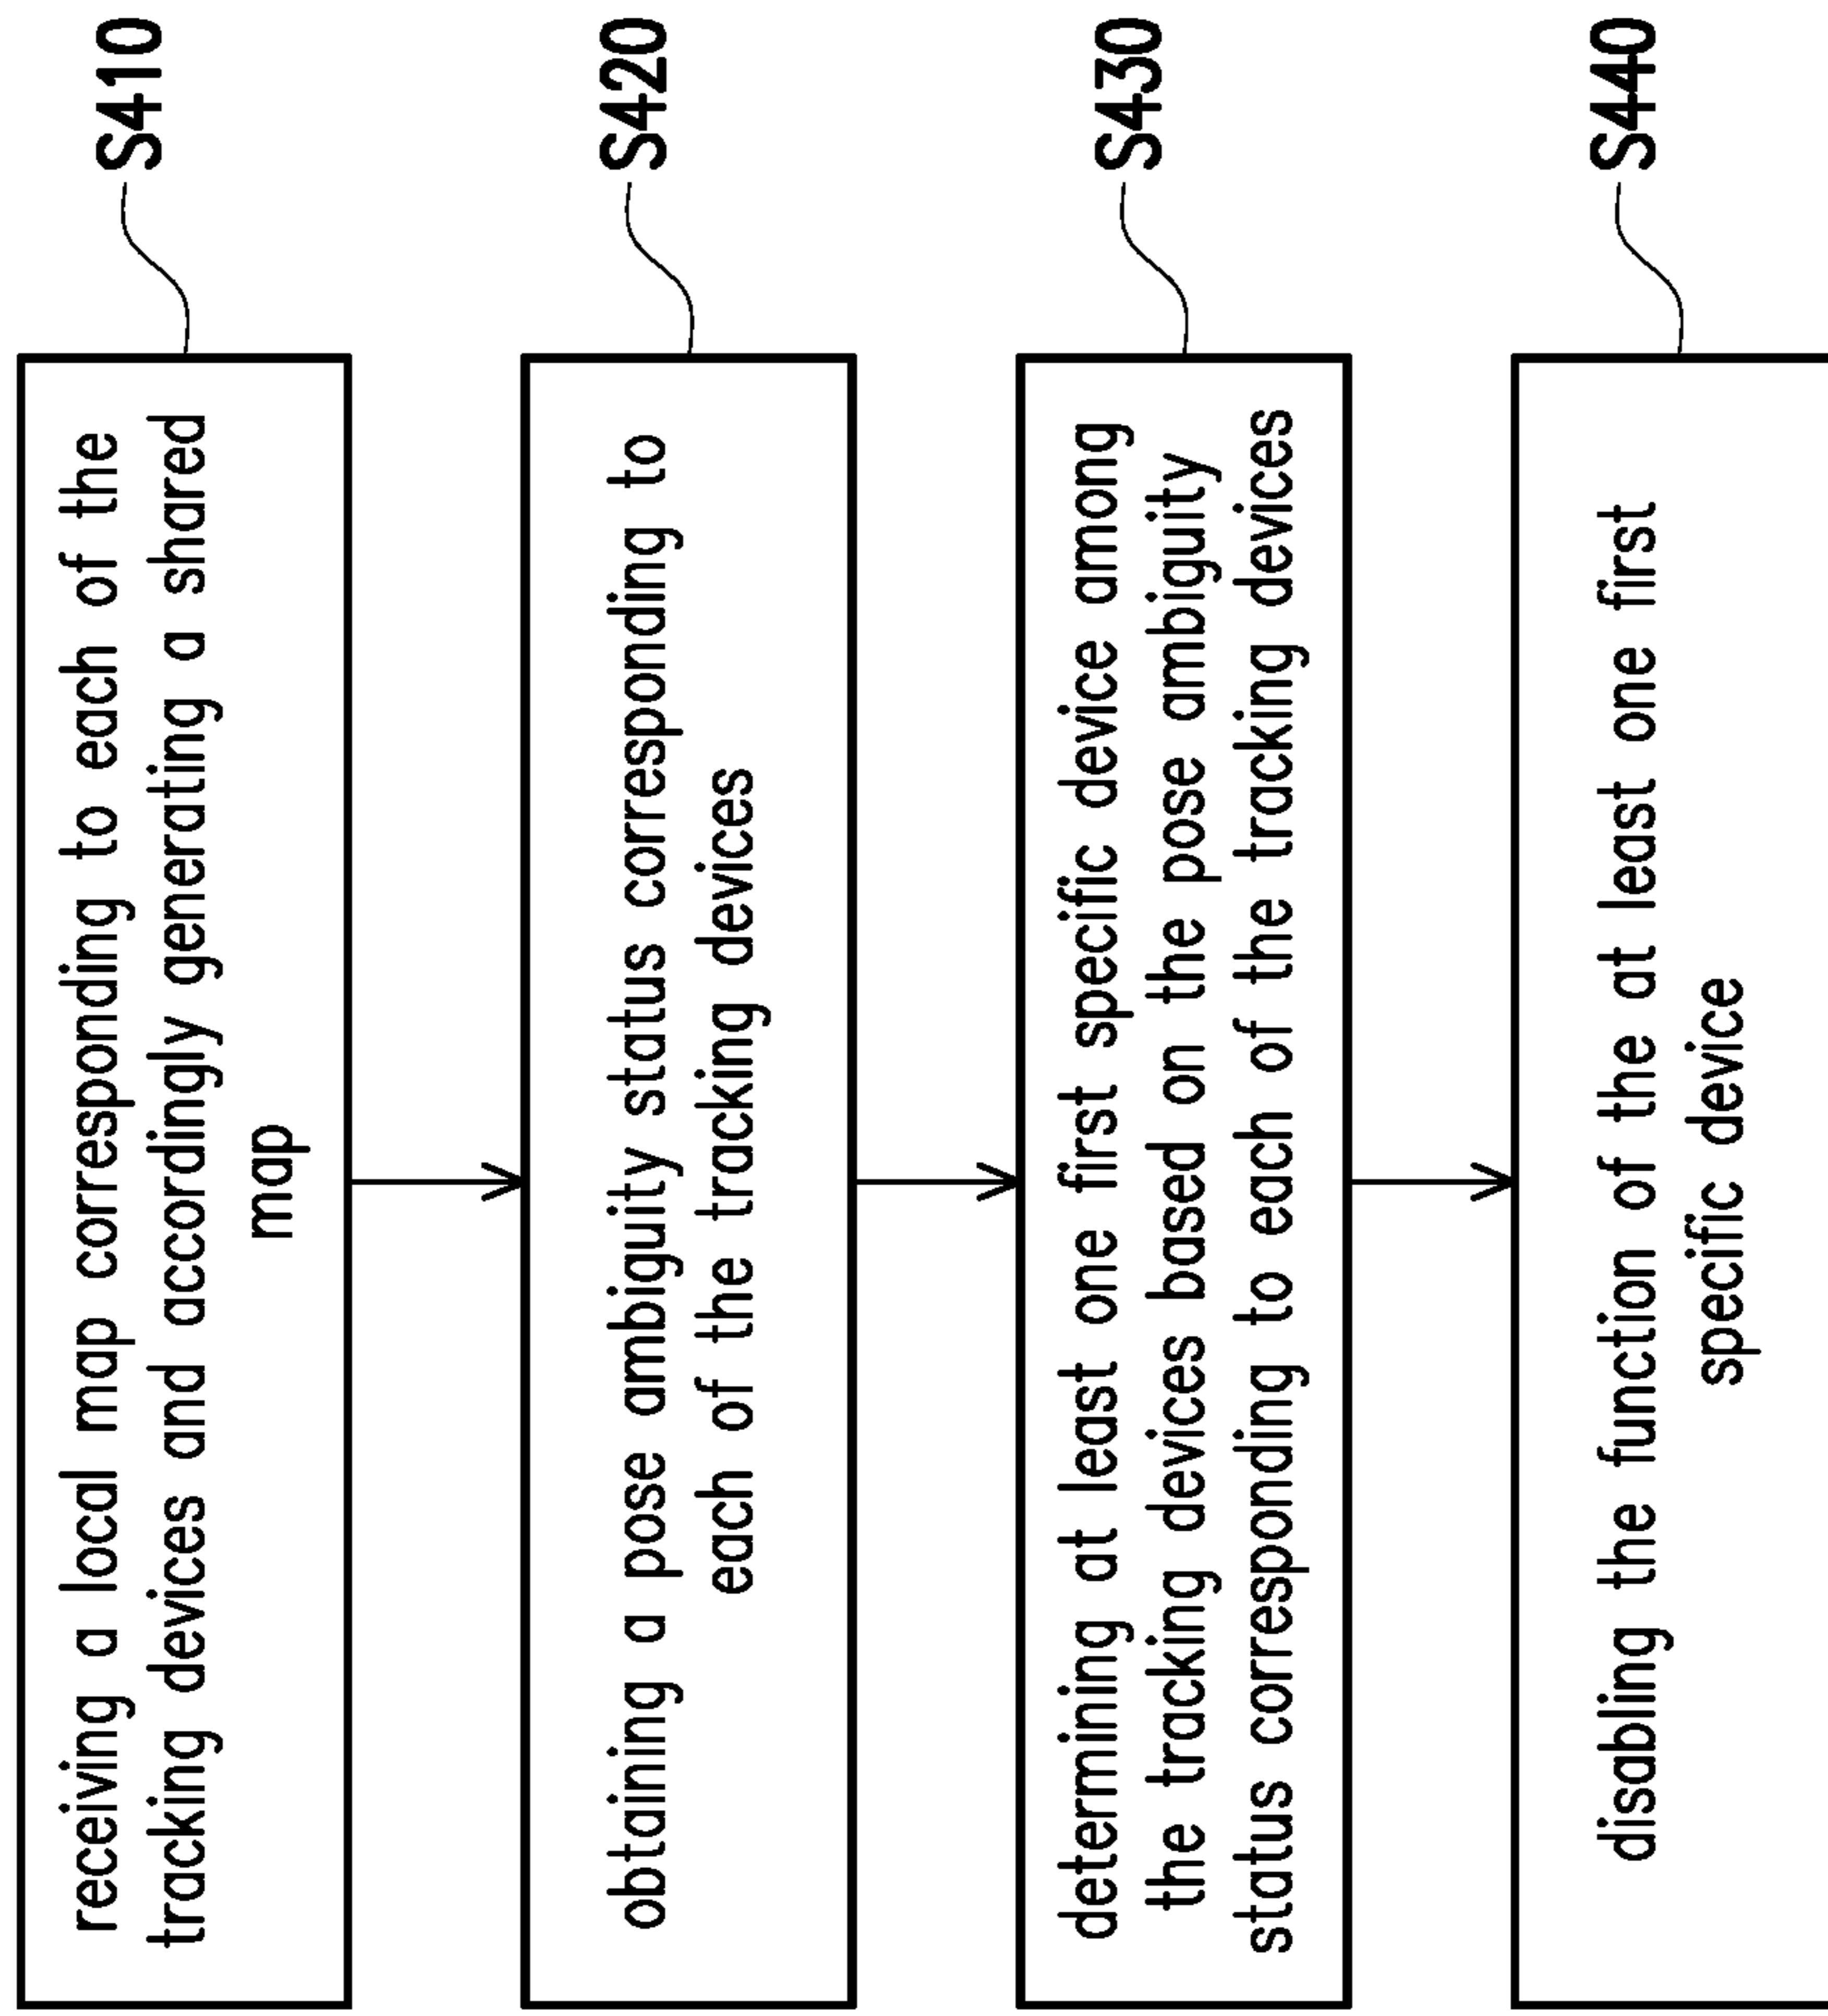 receiving a local map corresponding to each of the
tracking devices and accordingly generating a shared
map
S410
obtaining a pose ambiguity status corresponding to
each of the tracking devices
S420
determining at least one first specific device among
the tracking devices based on the pose ambiguity
status corresponding to each of the tracking devices
S430
disabling the function of the at least one first
specific device
S440